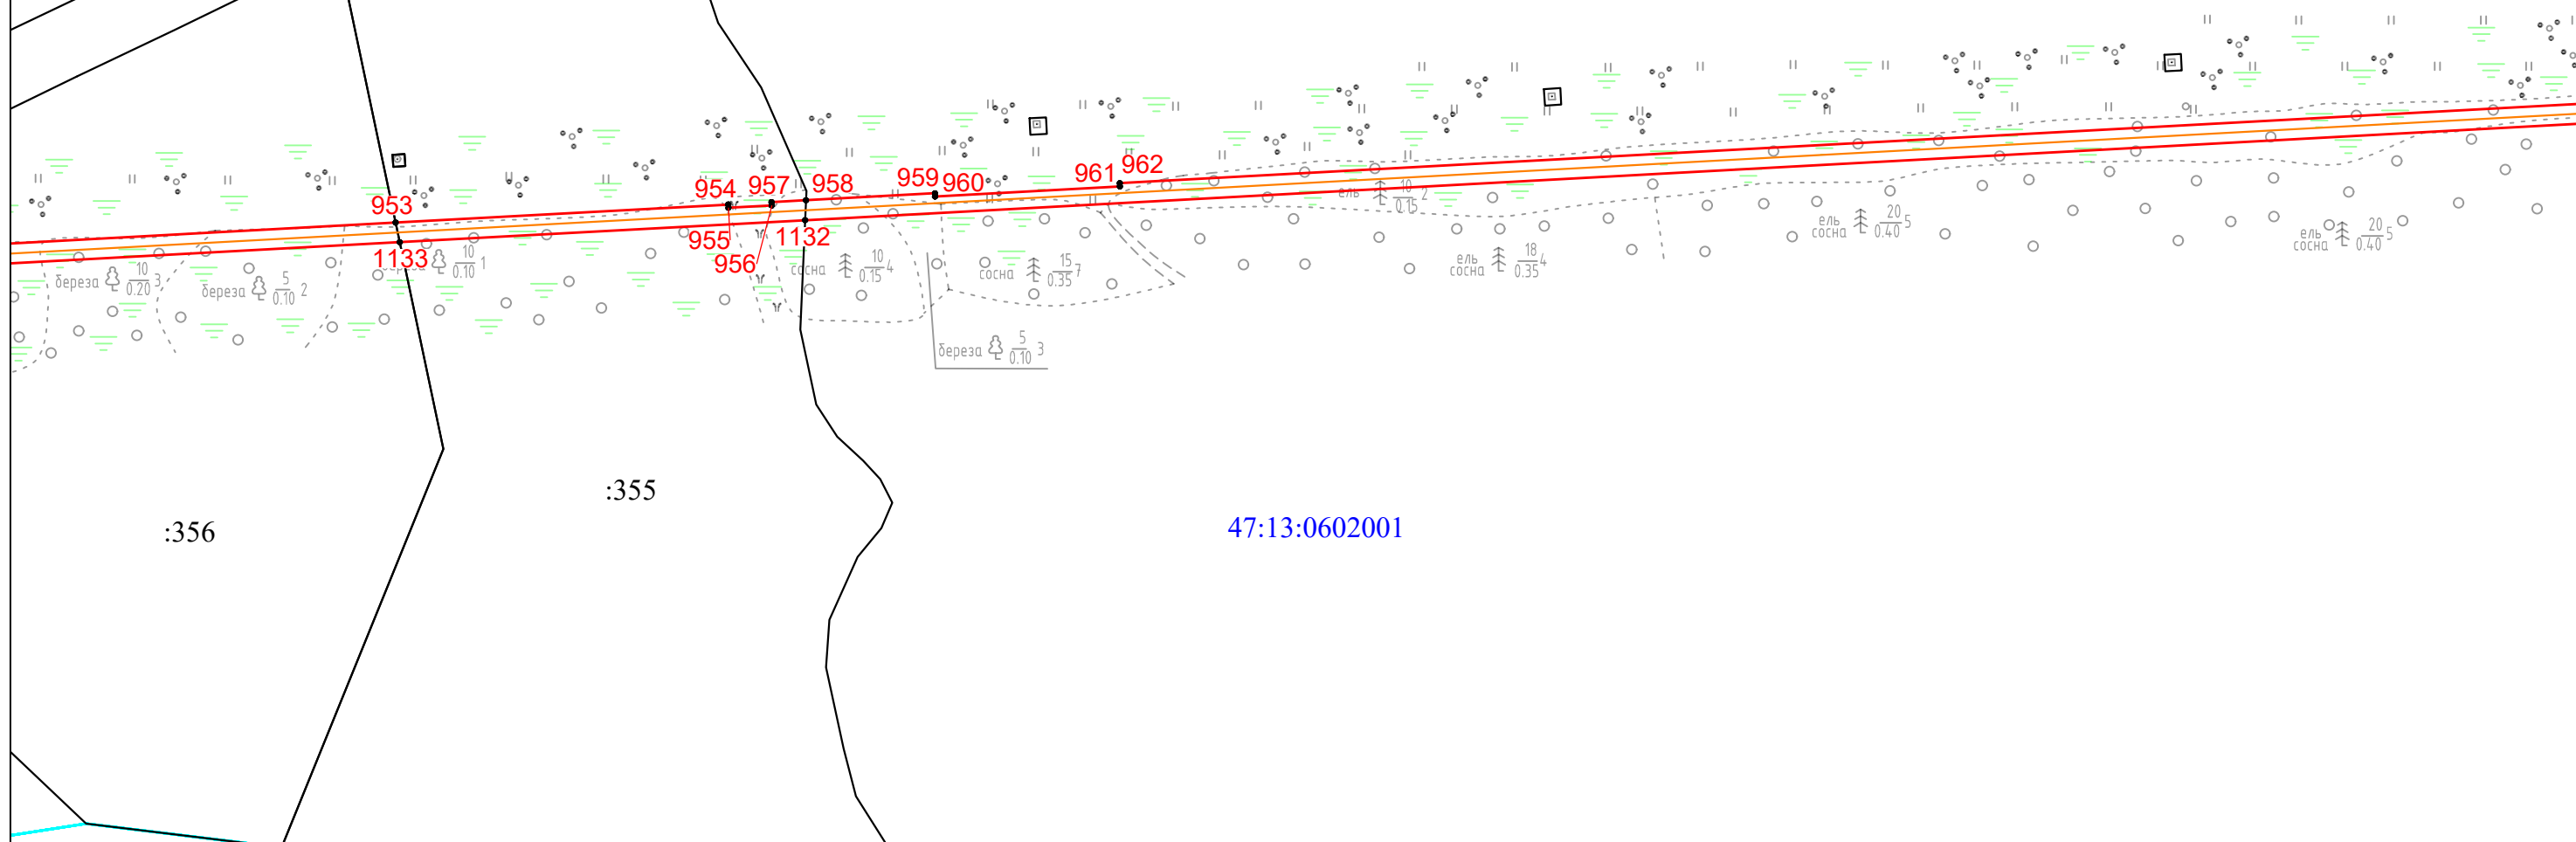 953
954
957
958
959
960
961
962
955
956
1132
1133
береза 10 0.20 3
береза 5 0.10 2
10 0.10 1
сосна 10 0.15 4
сосна 15 0.35 7
ель 10 0.15 2
ель сосна 18 0.35 4
ель сосна 20 0.40 5
ель сосна 20 0.40 5
береза 5 0.10 3
:355
:356
47:13:0602001